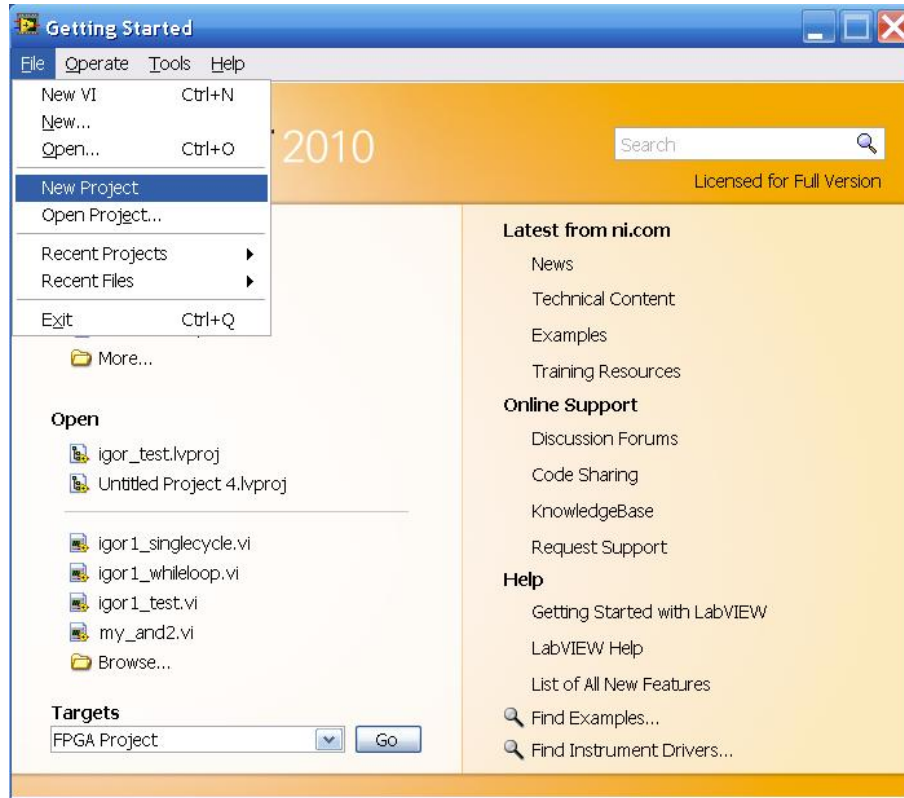 Getting Started
File Operate Tools Help
New VI Ctrl+N
New...
Open... Ctrl+O
New Project
Open Project...
Recent Projects
Recent Files
Exit Ctrl+Q
2010
Search
Licensed for Full Version
More...
Open
igor_test.lvproj
Untitled Project 4.lvproj
igor1_singlecycle.vi
igor1_whileloop.vi
igor1_test.vi
my_and2.vi
Browse...
Targets
FPGA Project Go
Latest from ni.com
News
Technical Content
Examples
Training Resources
Online Support
Discussion Forums
Code Sharing
KnowledgeBase
Request Support
Help
Getting Started with LabVIEW
LabVIEW Help
List of All New Features
Find Examples...
Find Instrument Drivers...